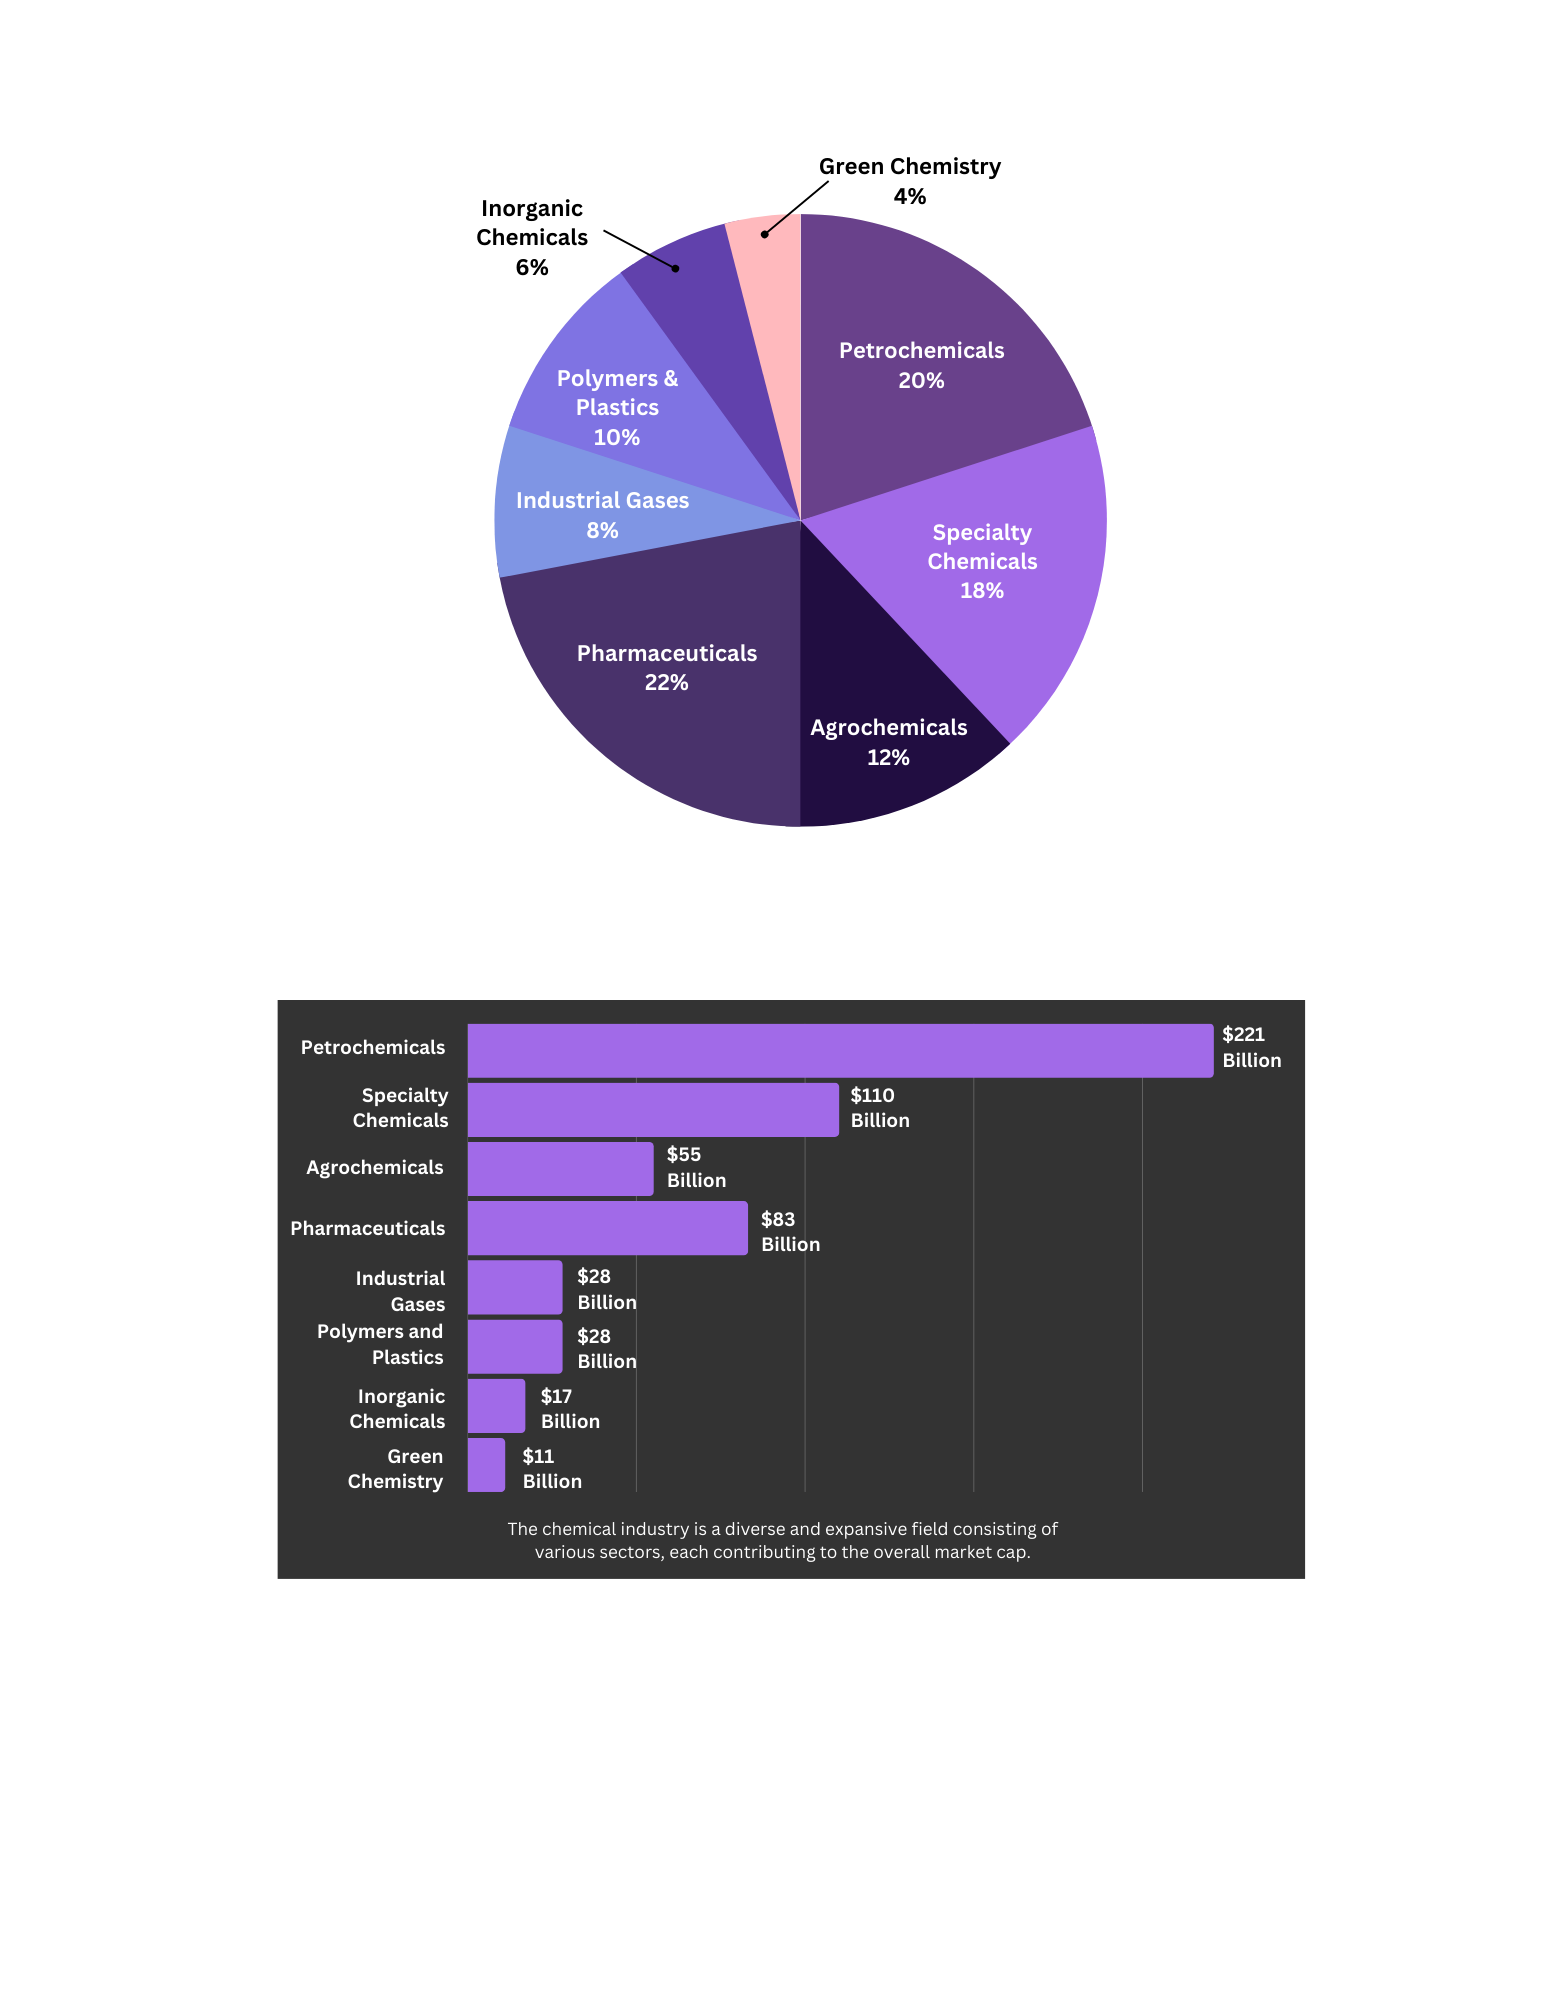 Green Chemistry
4%
Inorganic
Chemicals
6%
Petrochemicals
20%
Polymers &
Plastics
10%
Industrial Gases
8%
Specialty
Chemicals
18%
Pharmaceuticals
22%
Agrochemicals
12%
Petrochemicals
$221
Billion
Specialty
Chemicals
$110
Billion
Agrochemicals
$55
Billion
Pharmaceuticals
$83
Billion
Industrial
Gases
$28
Billion
Polymers and
Plastics
$28
Billion
Inorganic
Chemicals
$17
Billion
Green
Chemistry
$11
Billion
The chemical industry is a diverse and expansive field consisting of
various sectors, each contributing to the overall market cap.